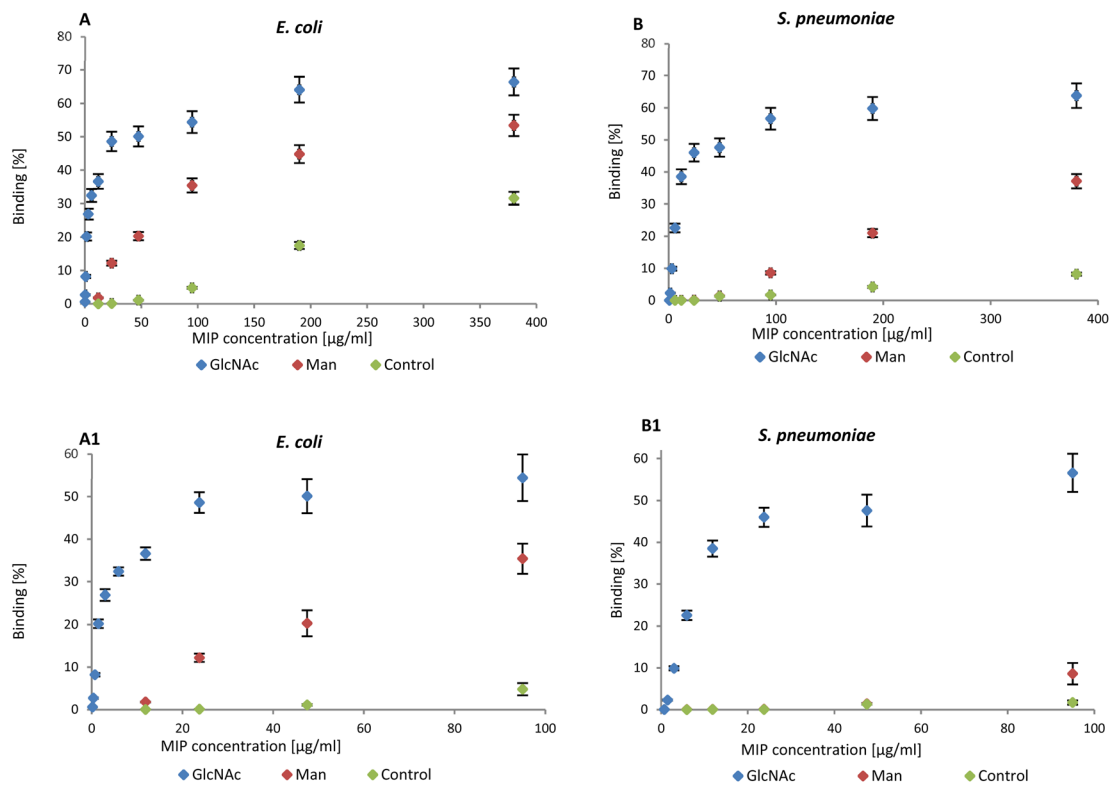 A
E. coli
80
70
60
50
40
30
20
10
0
Binding [%]
0 50 100 150 200 250 300 350 400
MIP concentration [µg/ml]
GlcNAc Man Control
B
S. pneumoniae
80
70
60
50
40
30
20
10
0
Binding [%]
0 100 200 300 400
MIP concentration [µg/ml]
GlcNAc Man Control
A1
E. coli
60
50
40
30
20
10
0
Binding [%]
0 20 40 60 80 100
MIP concentration [µg/ml]
GlcNAc Man Control
B1
S. pneumoniae
60
50
40
30
20
10
0
Binding [%]
0 20 40 60 80 100
MIP concentration [µg/ml]
GlcNAc Man Control